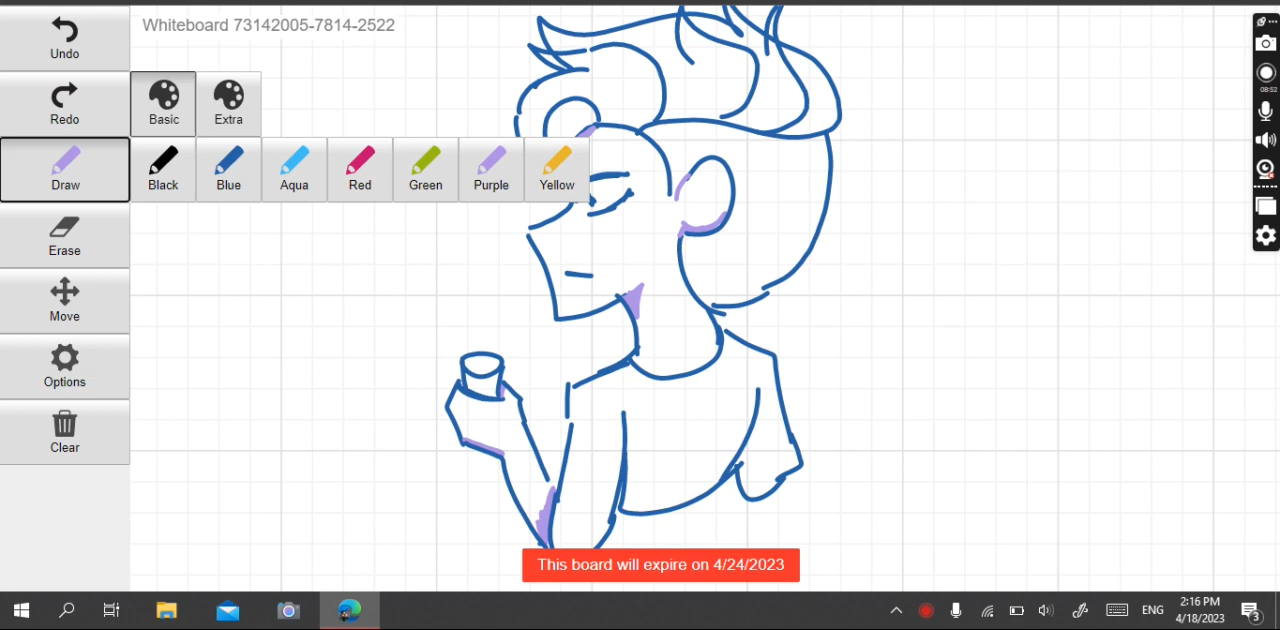 Whiteboard 73142005-7814-2522
Undo
Redo
Basic
Extra
Draw
Black
Blue
Aqua
Red
Green
Purple
Yellow
Erase
Move
Options
Clear
08:52
This board will expire on 4/24/2023
ENG
2:16 PM
4/18/2023
3